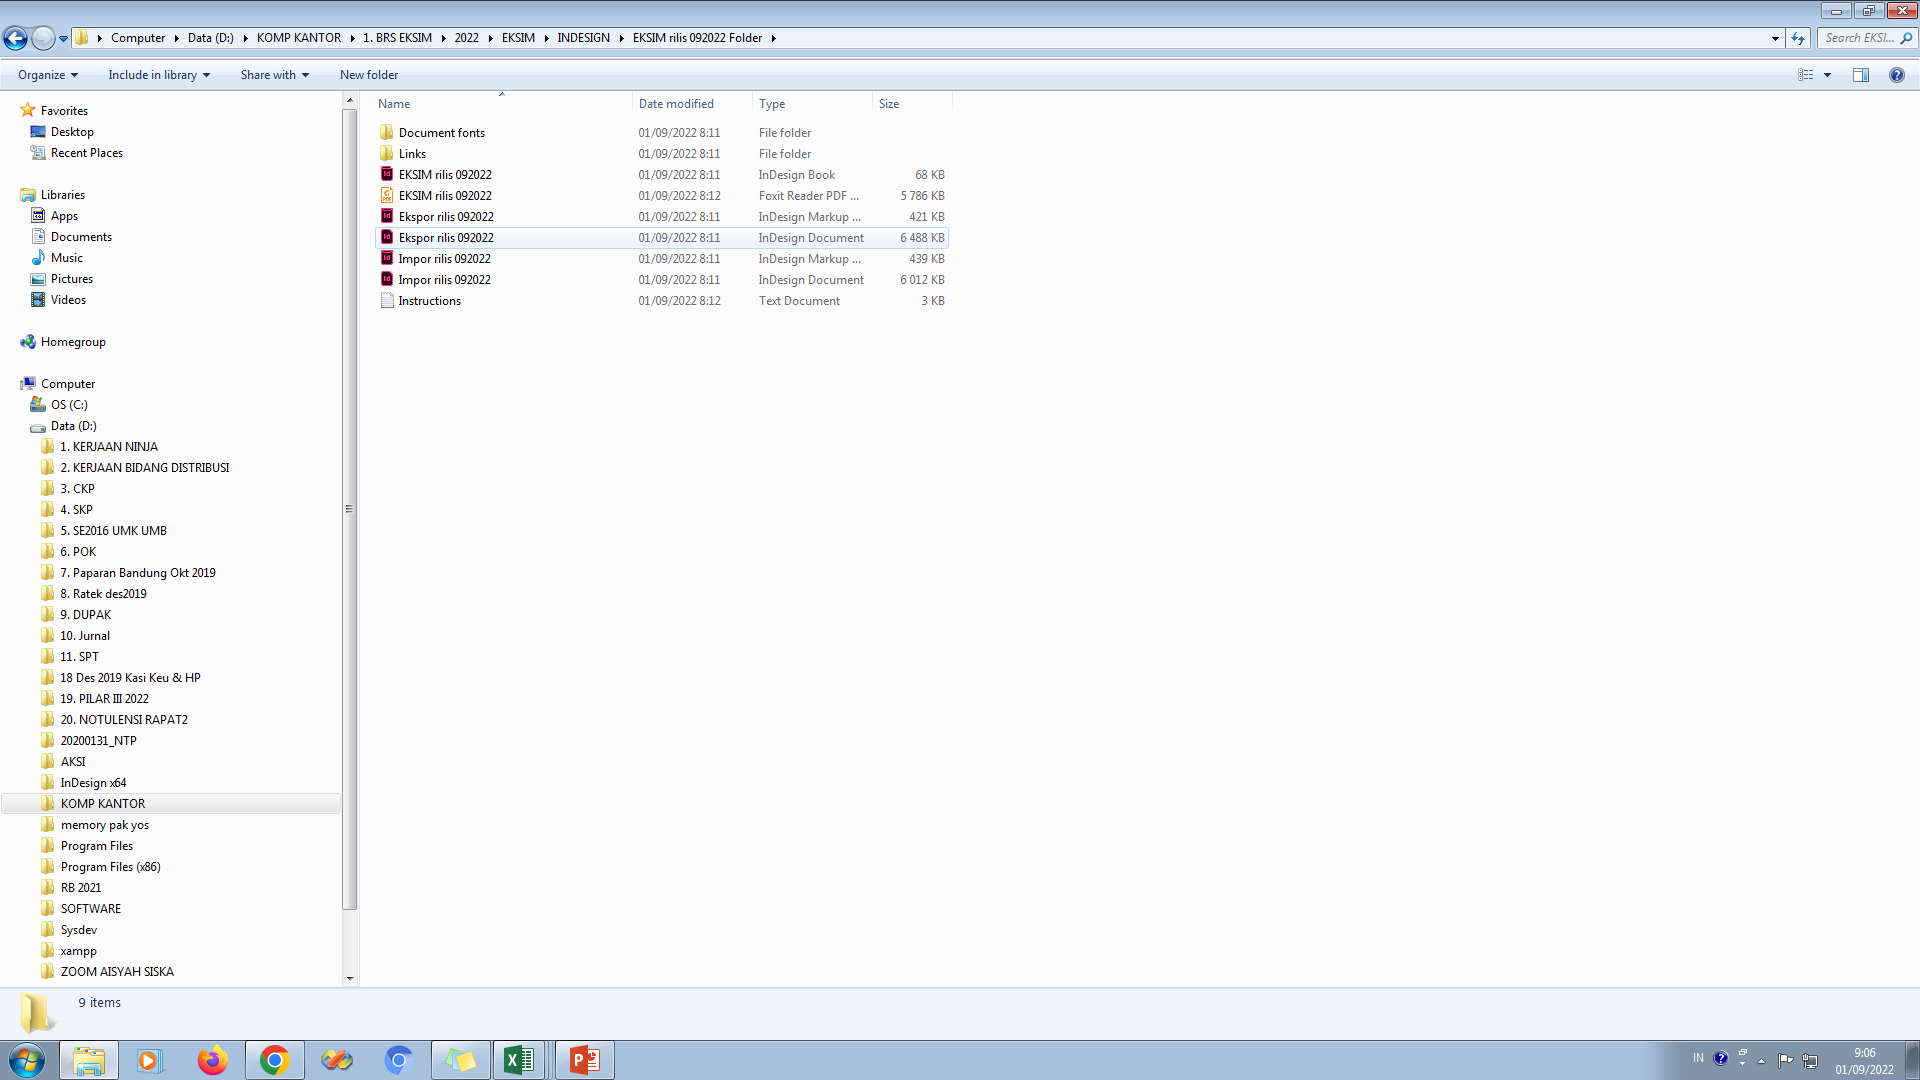 Computer Data (D:) KOMP KANTOR 1. BRS EKSIM 2022 EKSIM INDESIGN EKSIM rilis 092022 Folder Search EKSI...
Organize Include in library Share with New folder
Favorites
Desktop
Recent Places
Libraries
Apps
Documents
Music
Pictures
Videos
Homegroup
Computer
OS (C:)
Data (D:)
1. KERJAAN NINJA
2. KERJAAN BIDANG DISTRIBUSI
3. CKP
4. SKP
5. SE2016 UMK UMB
6. POK
7. Paparan Bandung Okt 2019
8. Ratek des2019
9. DUPAK
10. Jurnal
11. SPT
18 Des 2019 Kasi Keu & HP
19. PILAR III 2022
20. NOTULENSI RAPAT2
20200131_NTP
AKSI
InDesign x64
KOMP KANTOR
memory pak yos
Program Files
Program Files (x86)
RB 2021
SOFTWARE
Sysdev
xampp
ZOOM AISYAH SISKA
Name Date modified Type Size
Document fonts 01/09/2022 8:11 File folder
Links 01/09/2022 8:11 File folder
EKSIM rilis 092022 01/09/2022 8:11 InDesign Book 68 KB
EKSIM rilis 092022 01/09/2022 8:12 Foxit Reader PDF ... 5 786 KB
Ekspor rilis 092022 01/09/2022 8:11 InDesign Markup ... 421 KB
Ekspor rilis 092022 01/09/2022 8:11 InDesign Document 6 488 KB
Impor rilis 092022 01/09/2022 8:11 InDesign Markup ... 439 KB
Impor rilis 092022 01/09/2022 8:11 InDesign Document 6 012 KB
Instructions 01/09/2022 8:12 Text Document 3 KB
9 items
IN 9:06
01/09/2022